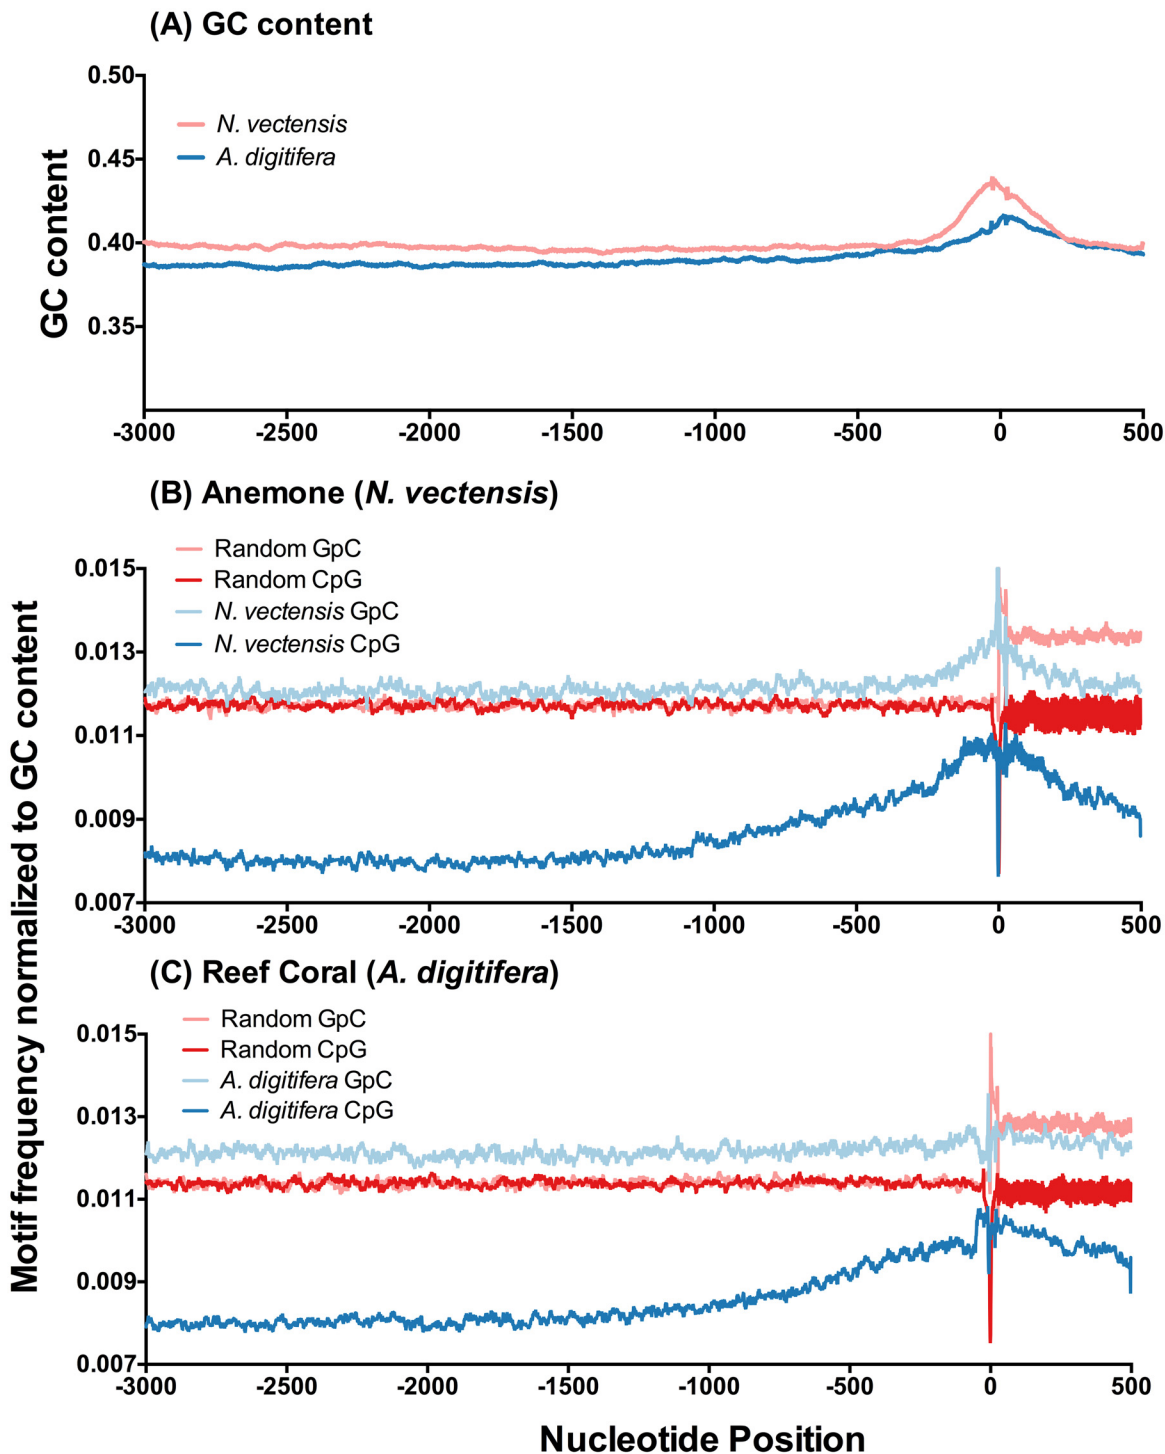 (A) GC content
GC content
0.50
0.45
0.40
0.35
N. vectensis
A. digitifera
-3000 -2500 -2000 -1500 -1000 -500 0 500
(B) Anemone (N. vectensis)
Motif frequency normalized to GC content
Random GpC
Random CpG
N. vectensis GpC
N. vectensis CpG
0.015
0.013
0.011
0.009
0.007
-3000 -2500 -2000 -1500 -1000 -500 0 500
(C) Reef Coral (A. digitifera)
Random GpC
Random CpG
A. digitifera GpC
A. digitifera CpG
0.015
0.013
0.011
0.009
0.007
-3000 -2500 -2000 -1500 -1000 -500 0 500
Nucleotide Position